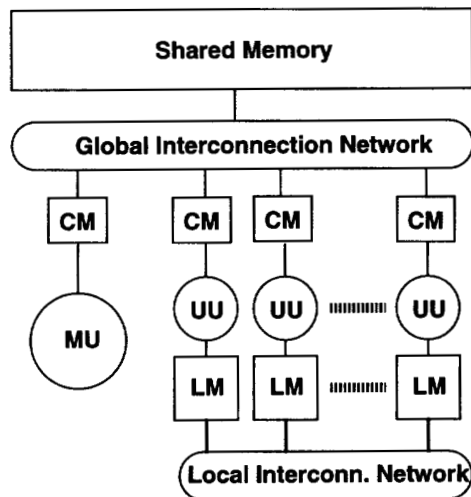 Shared Memory
Global Interconnection Network
CM CM CM CM
MU UU UU UU
LM LM LM
Local Interconn. Network